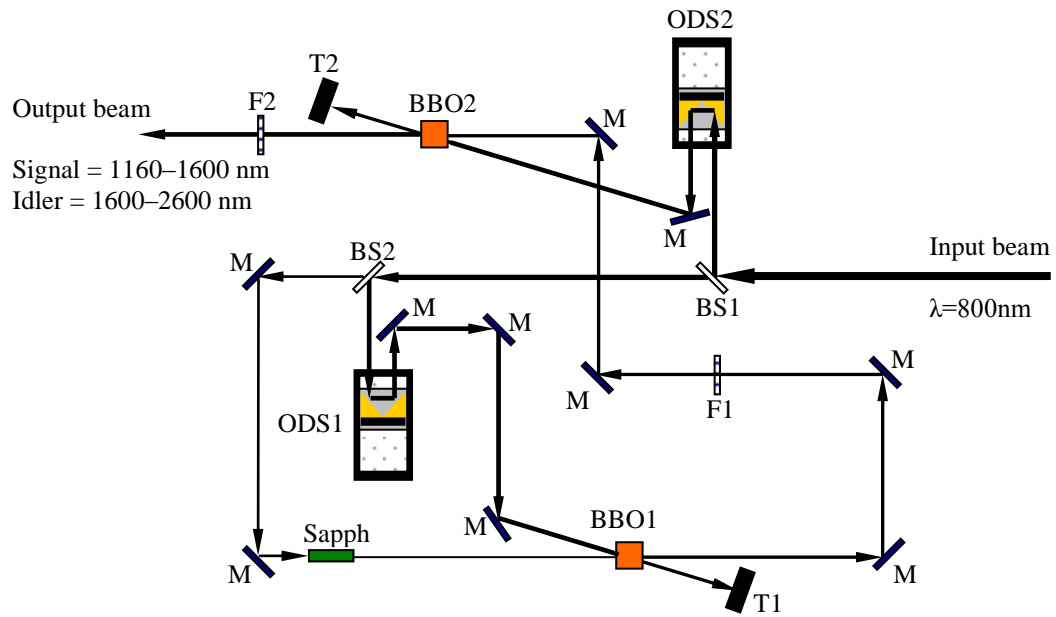 ODS2
T2
Output beam
F2
BBO2
M
Signal = 1160–1600 nm
Idler = 1600–2600 nm
M
BS2
M
Input beam
BS1
λ=800nm
M
M
M
M
F1
ODS1
M
Sapph
BBO1
M
M
T1